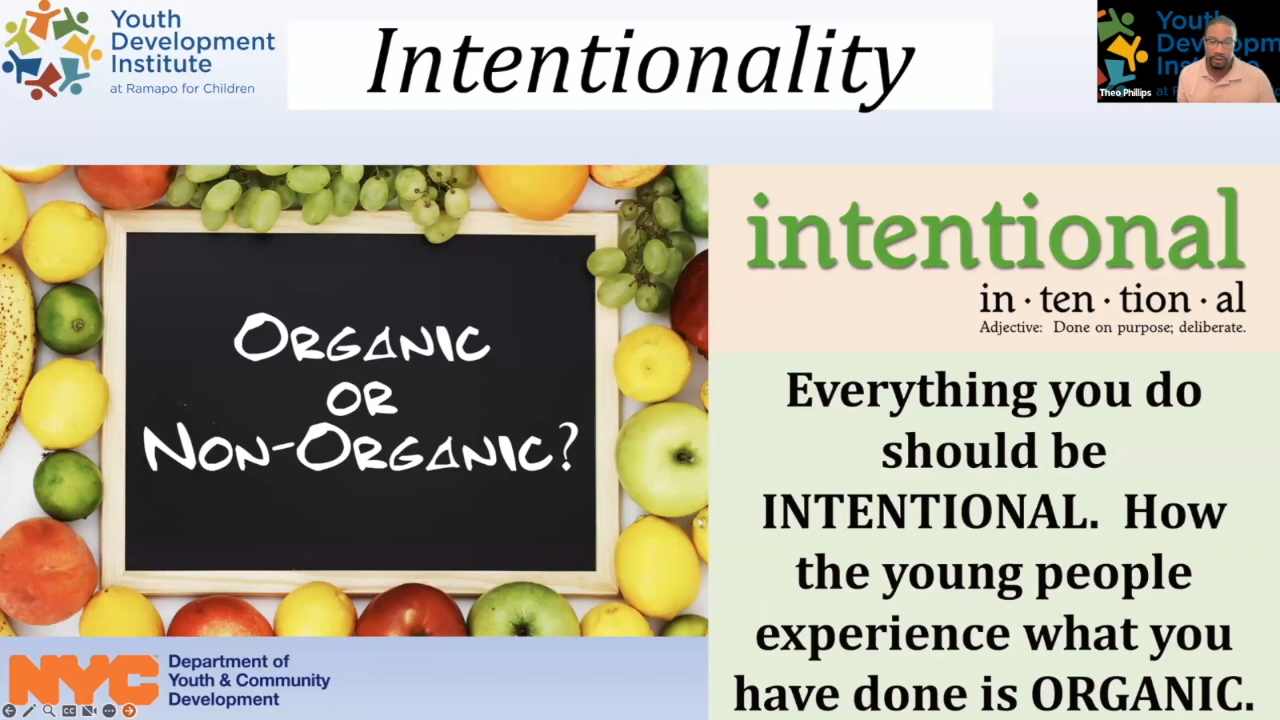 Youth
Development
Institute
at Ramapo for Children
Intentionality
Youth
Developm
Theo Phillips
Organic
or
Non-Organic?
intentional
in · ten · tion · al
Adjective: Done on purpose; deliberate.
Everything you do
should be
INTENTIONAL. How
the young people
experience what you
have done is ORGANIC.
NYC
Department of
Youth & Community
Development